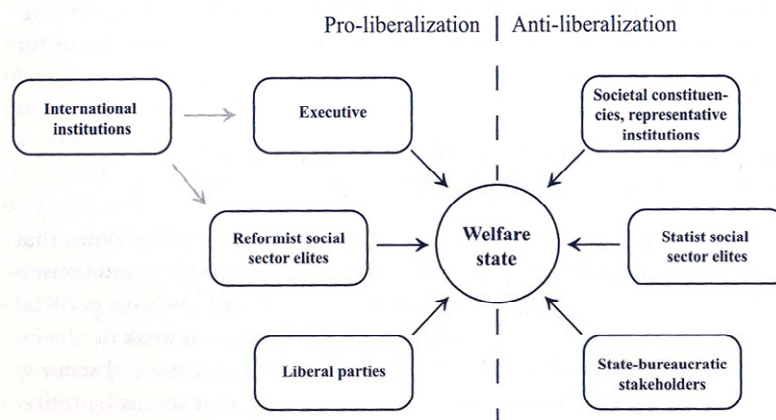 Pro-liberalization | Anti-liberalization
International
institutions
Executive
Societal constituen-
cies, representative
institutions
Reformist social
sector elites
Welfare
state
Statist social
sector elites
Liberal parties
State-bureaucratic
stakeholders